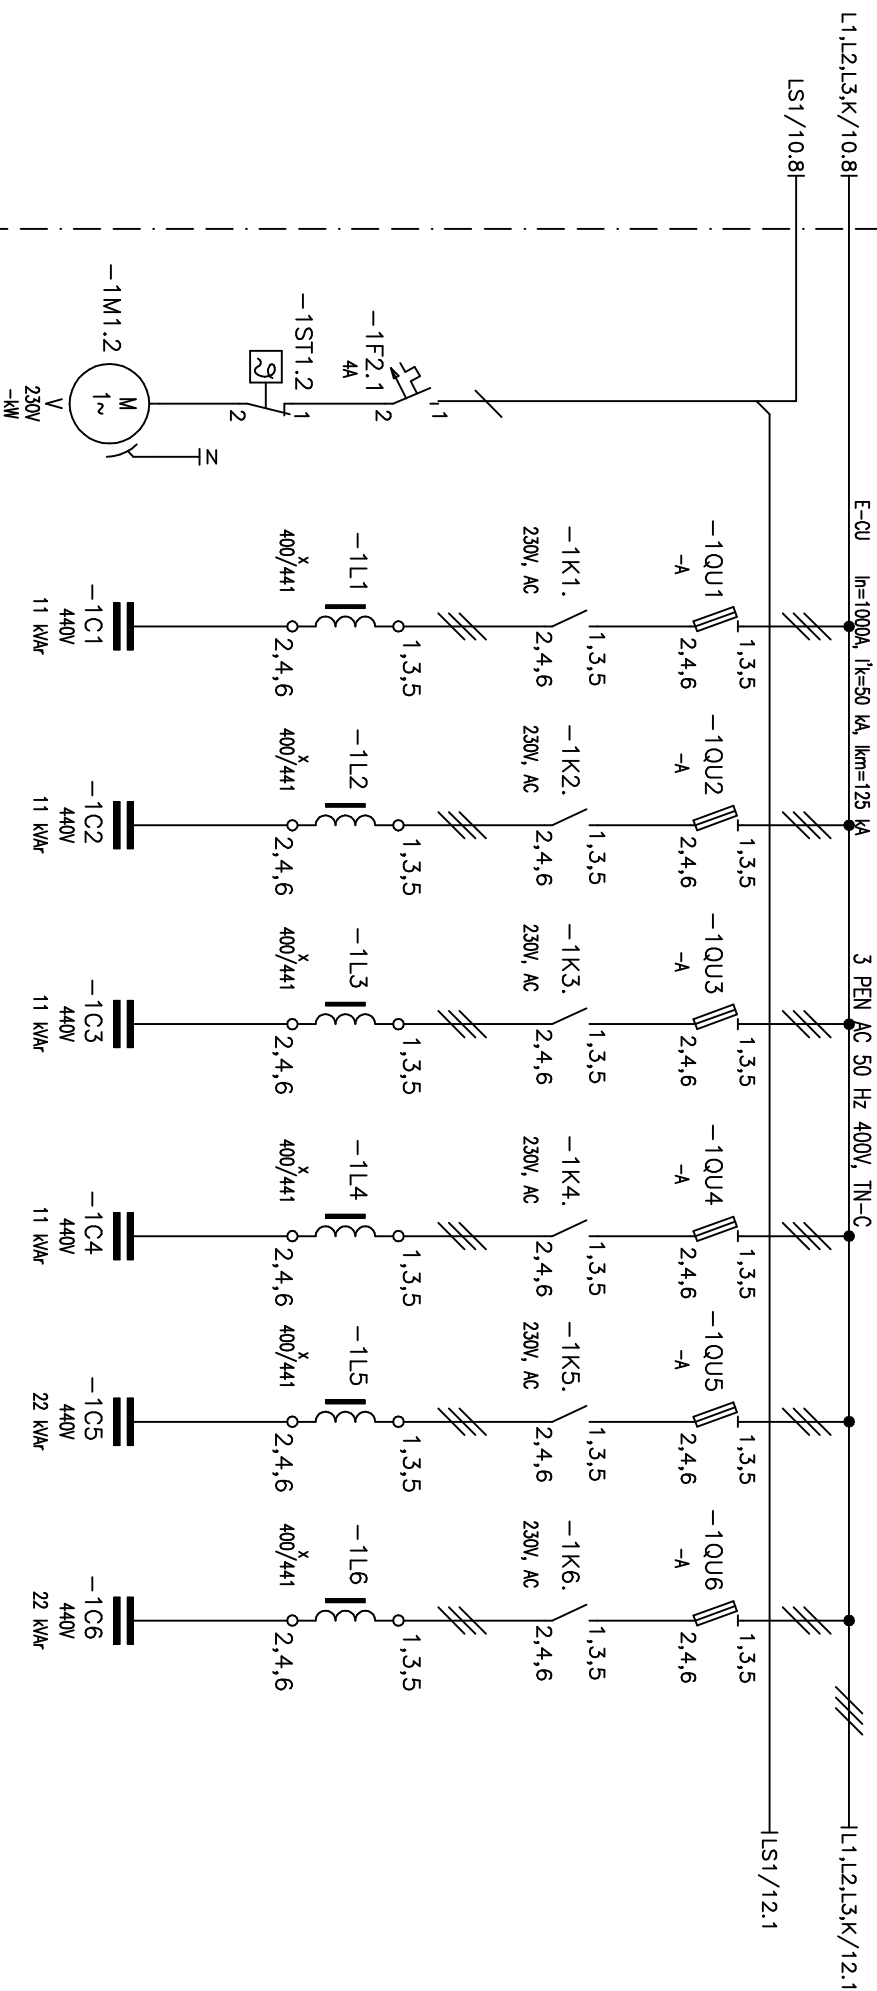 L1,L2,L3,K/10.8
E-CU In=1000A, I"k=50 kA, Ikm=125 kA
3 PEN AC 50 Hz 400V, TN-C
L1,L2,L3,K/12.1
LS1/10.8
LS1/12.1
-1F2.1
4A
1
2
-1ST1.2
1
2
-1M1.2
M
1~
N
V
230V
-kW
-1QU1
-A
1,3,5
2,4,6
-1K1.
230V, AC
1,3,5
2,4,6
-1L1
x
400/441
1,3,5
2,4,6
-1C1
440V
11 kVAr
-1QU2
-A
1,3,5
2,4,6
-1K2.
230V, AC
1,3,5
2,4,6
-1L2
x
400/441
1,3,5
2,4,6
-1C2
440V
11 kVAr
-1QU3
-A
1,3,5
2,4,6
-1K3.
230V, AC
1,3,5
2,4,6
-1L3
x
400/441
1,3,5
2,4,6
-1C3
440V
11 kVAr
-1QU4
-A
1,3,5
2,4,6
-1K4.
230V, AC
1,3,5
2,4,6
-1L4
x
400/441
1,3,5
2,4,6
-1C4
440V
11 kVAr
-1QU5
-A
1,3,5
2,4,6
-1K5.
230V, AC
1,3,5
2,4,6
-1L5
x
400/441
1,3,5
2,4,6
-1C5
440V
22 kVAr
-1QU6
-A
1,3,5
2,4,6
-1K6.
230V, AC
1,3,5
2,4,6
-1L6
x
400/441
1,3,5
2,4,6
-1C6
440V
22 kVAr